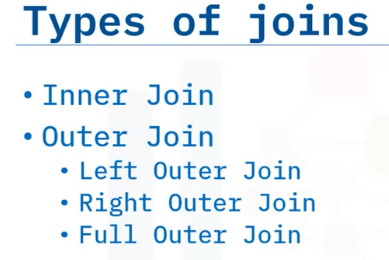 Types of joins
• Inner Join
• Outer Join
• Left Outer Join
• Right Outer Join
• Full Outer Join